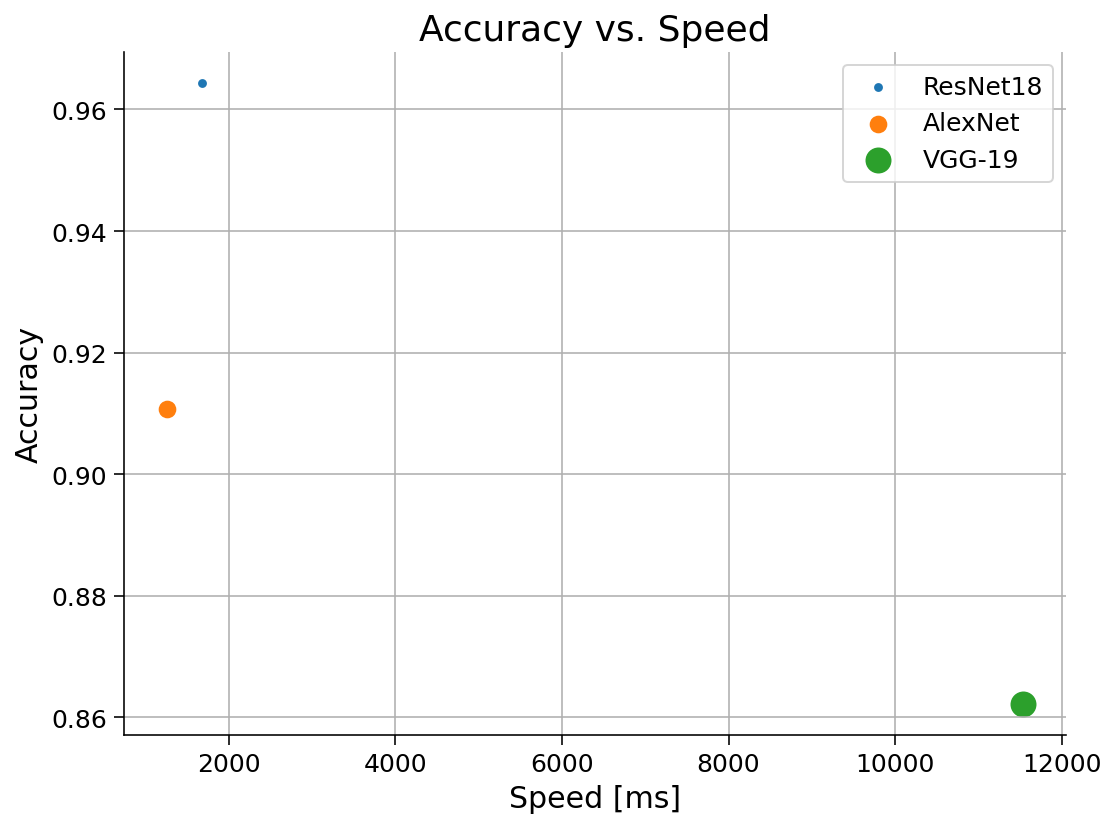 Accuracy vs. Speed
ResNet18
AlexNet
VGG-19
Accuracy
0.96
0.94
0.92
0.90
0.88
0.86
2000 4000 6000 8000 10000 12000
Speed [ms]